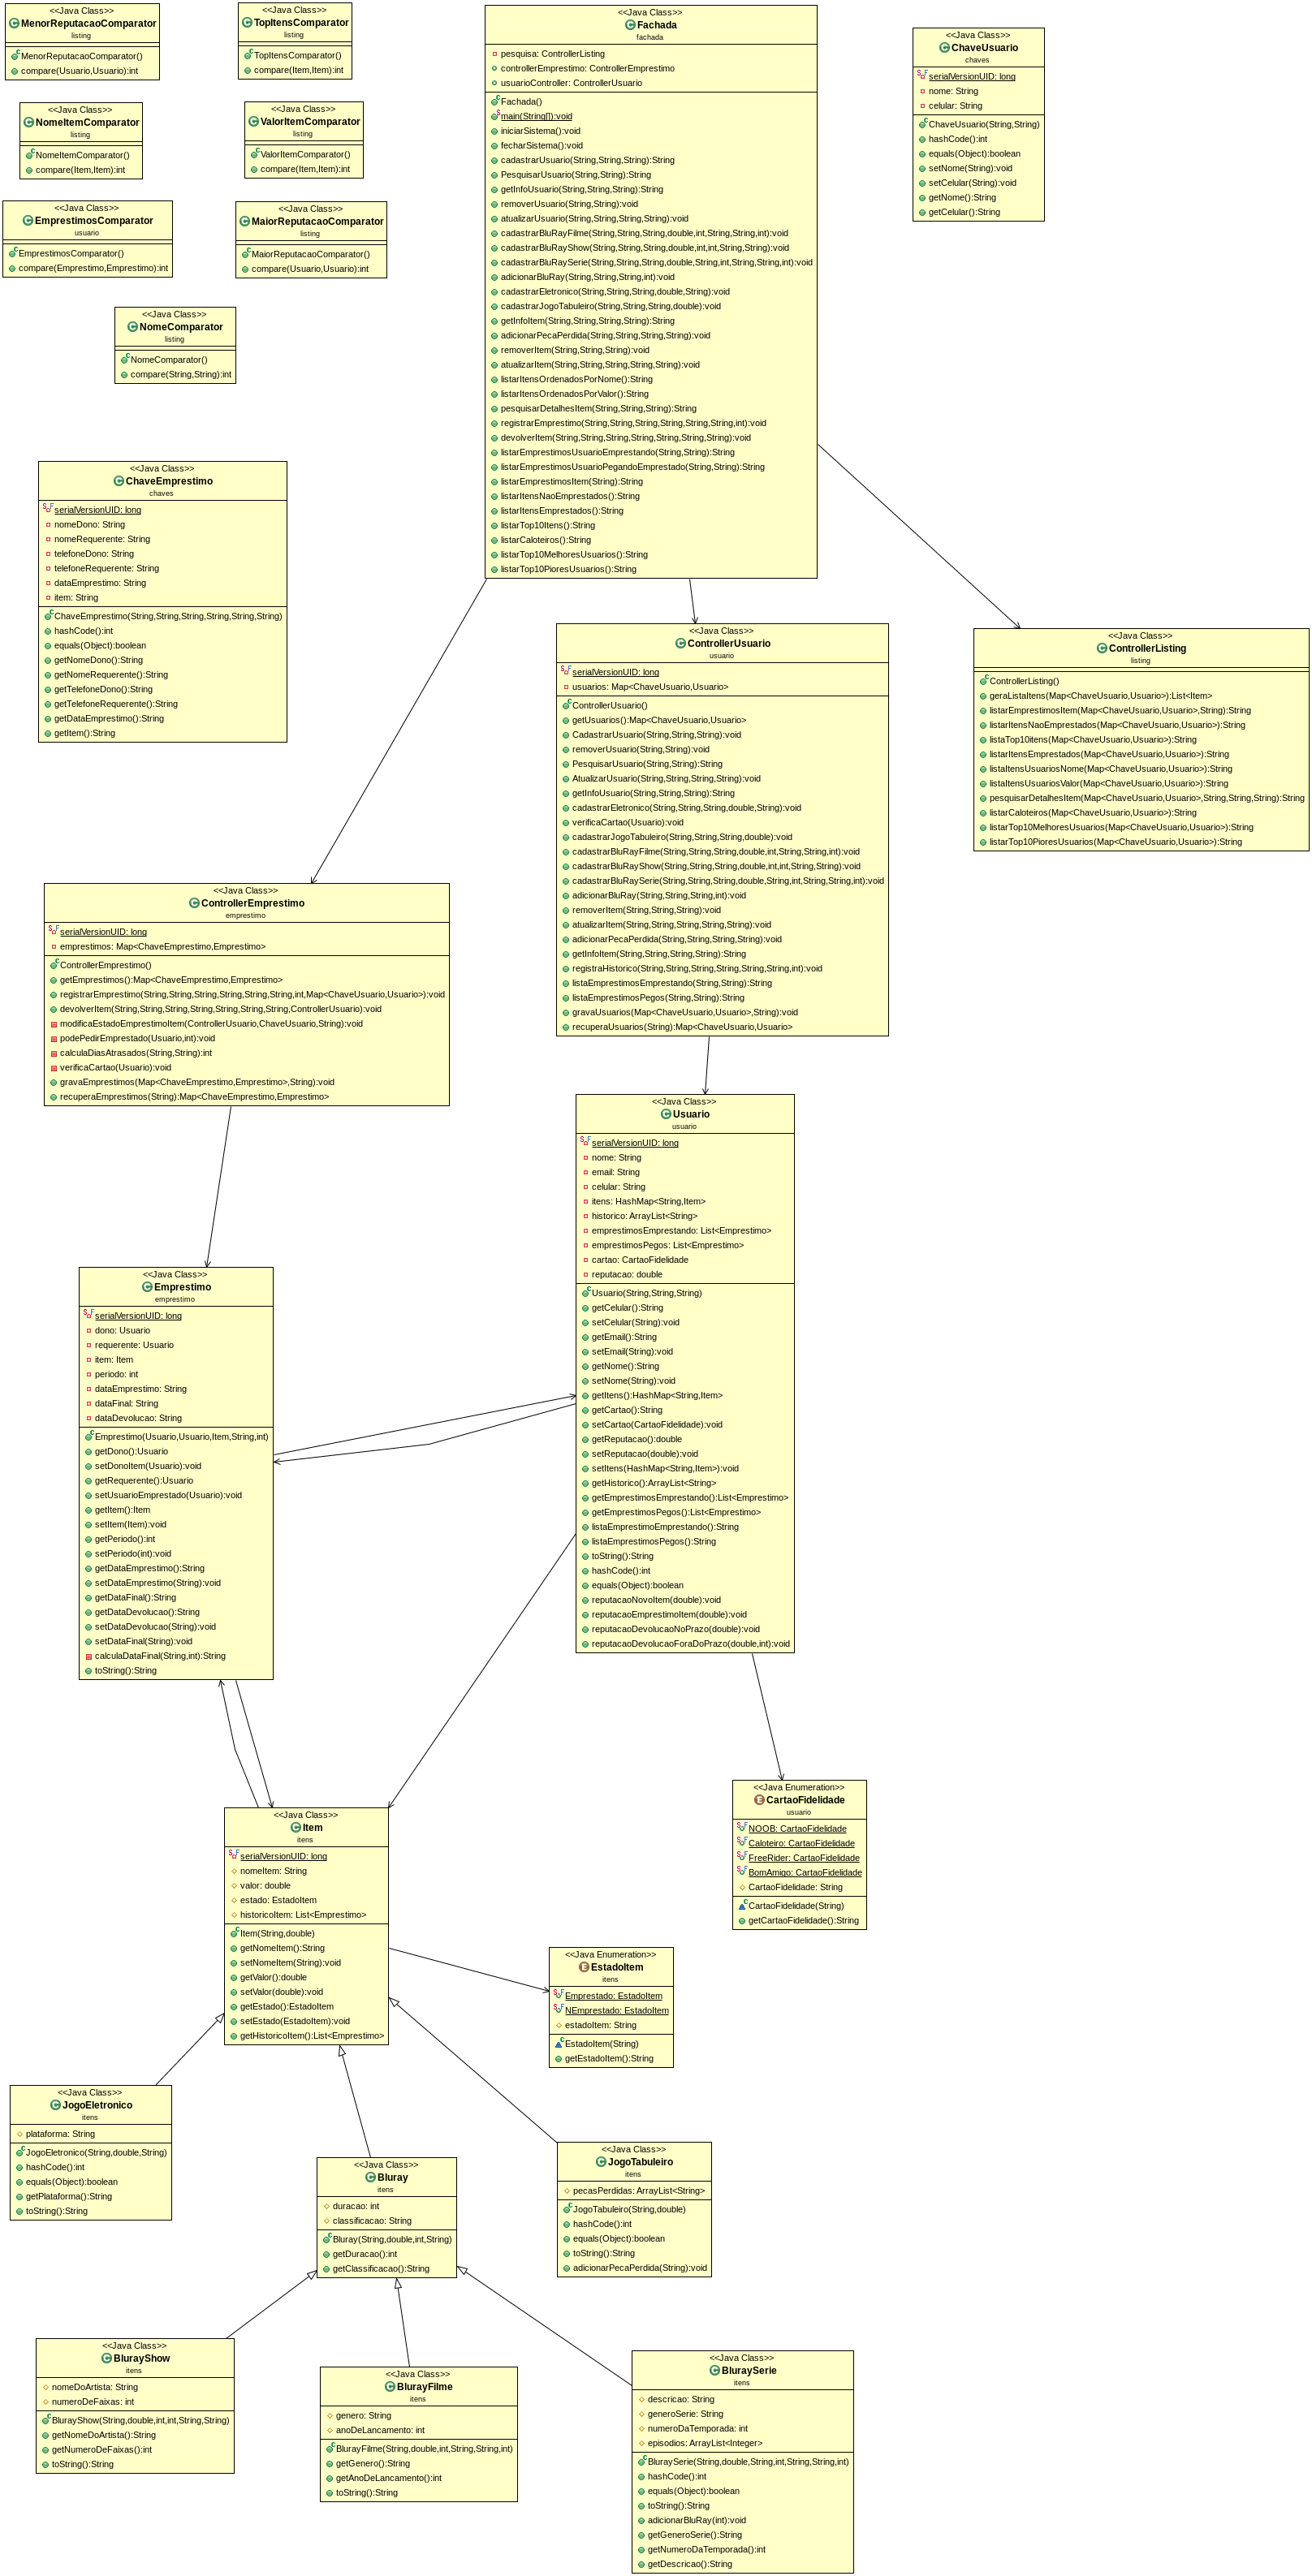 <<Java Class>>
MenorReputacaoComparator
listing
MenorReputacaoComparator()
compare(Usuario,Usuario):int
<<Java Class>>
TopItensComparator
listing
TopItensComparator()
compare(Item,Item):int
<<Java Class>>
NomeItemComparator
listing
NomeItemComparator()
compare(Item,Item):int
<<Java Class>>
ValorItemComparator
listing
ValorItemComparator()
compare(Item,Item):int
<<Java Class>>
EmprestimosComparator
usuario
EmprestimosComparator()
compare(Emprestimo,Emprestimo):int
<<Java Class>>
MaiorReputacaoComparator
listing
MaiorReputacaoComparator()
compare(Usuario,Usuario):int
<<Java Class>>
NomeComparator
listing
NomeComparator()
compare(String,String):int
<<Java Class>>
Fachada
fachada
pesquisa: ControllerListing
controllerEmprestimo: ControllerEmprestimo
usuarioController: ControllerUsuario
Fachada()
main(String[]):void
iniciarSistema():void
fecharSistema():void
cadastrarUsuario(String,String,String):String
PesquisarUsuario(String,String):String
getInfoUsuario(String,String,String):String
removerUsuario(String,String):void
atualizarUsuario(String,String,String,String):void
cadastrarBluRayFilme(String,String,String,double,int,String,String,int):void
cadastrarBluRayShow(String,String,String,double,int,int,String,String):void
cadastrarBluRaySerie(String,String,String,double,String,int,String,String,int):void
adicionarBluRay(String,String,String,int):void
cadastrarEletronico(String,String,String,double,String):void
cadastrarJogoTabuleiro(String,String,String,double):void
getInfoItem(String,String,String,String):String
adicionarPecaPerdida(String,String,String,String):void
removerItem(String,String,String):void
atualizarItem(String,String,String,String,String):void
listarItensOrdenadosPorNome():String
listarItensOrdenadosPorValor():String
pesquisarDetalhesItem(String,String,String):String
registrarEmprestimo(String,String,String,String,String,String,int):void
devolverItem(String,String,String,String,String,String,String):void
listarEmprestimosUsuarioEmprestando(String,String):String
listarEmprestimosUsuarioPegandoEmprestado(String,String):String
listarEmprestimosItem(String):String
listarItensNaoEmprestados():String
listarItensEmprestados():String
listarTop10Itens():String
listarCaloteiros():String
listarTop10MelhoresUsuarios():String
listarTop10PioresUsuarios():String
<<Java Class>>
ChaveUsuario
chaves
serialVersionUID: long
nome: String
celular: String
ChaveUsuario(String,String)
hashCode():int
equals(Object):boolean
setNome(String):void
setCelular(String):void
getNome():String
getCelular():String
<<Java Class>>
ChaveEmprestimo
chaves
serialVersionUID: long
nomeDono: String
nomeRequerente: String
telefoneDono: String
telefoneRequerente: String
dataEmprestimo: String
item: String
ChaveEmprestimo(String,String,String,String,String,String)
hashCode():int
equals(Object):boolean
getNomeDono():String
getNomeRequerente():String
getTelefoneDono():String
getTelefoneRequerente():String
getDataEmprestimo():String
getItem():String
<<Java Class>>
ControllerUsuario
usuario
serialVersionUID: long
usuarios: Map<ChaveUsuario,Usuario>
ControllerUsuario()
getUsuarios():Map<ChaveUsuario,Usuario>
CadastrarUsuario(String,String,String):void
removerUsuario(String,String):void
PesquisarUsuario(String,String):String
AtualizarUsuario(String,String,String,String):void
getInfoUsuario(String,String,String):String
cadastrarEletronico(String,String,String,double,String):void
verificaCartao(Usuario):void
cadastrarJogoTabuleiro(String,String,String,double):void
cadastrarBluRayFilme(String,String,String,double,int,String,String,int):void
cadastrarBluRayShow(String,String,String,double,int,int,String,String):void
cadastrarBluRaySerie(String,String,String,double,String,int,String,String,int):void
adicionarBluRay(String,String,String,int):void
removerItem(String,String,String):void
atualizarItem(String,String,String,String,String):void
adicionarPecaPerdida(String,String,String,String):void
getInfoItem(String,String,String,String):String
registraHistorico(String,String,String,String,String,String,int):void
listaEmprestimosEmprestando(String,String):String
listaEmprestimosPegos(String,String):String
gravaUsuarios(Map<ChaveUsuario,Usuario>,String):void
recuperaUsuarios(String):Map<ChaveUsuario,Usuario>
<<Java Class>>
ControllerListing
listing
ControllerListing()
geraListaItens(Map<ChaveUsuario,Usuario>):List<Item>
listarEmprestimosItem(Map<ChaveUsuario,Usuario>,String):String
listarItensNaoEmprestados(Map<ChaveUsuario,Usuario>):String
listaTop10itens(Map<ChaveUsuario,Usuario>):String
listarItensEmprestados(Map<ChaveUsuario,Usuario>):String
listaItensUsuariosNome(Map<ChaveUsuario,Usuario>):String
listaItensUsuariosValor(Map<ChaveUsuario,Usuario>):String
pesquisarDetalhesItem(Map<ChaveUsuario,Usuario>,String,String,String):String
listarCaloteiros(Map<ChaveUsuario,Usuario>):String
listarTop10MelhoresUsuarios(Map<ChaveUsuario,Usuario>):String
listarTop10PioresUsuarios(Map<ChaveUsuario,Usuario>):String
<<Java Class>>
ControllerEmprestimo
emprestimo
serialVersionUID: long
emprestimos: Map<ChaveEmprestimo,Emprestimo>
ControllerEmprestimo()
getEmprestimos():Map<ChaveEmprestimo,Emprestimo>
registrarEmprestimo(String,String,String,String,String,String,int,Map<ChaveUsuario,Usuario>):void
devolverItem(String,String,String,String,String,String,String,ControllerUsuario):void
modificaEstadoEmprestimoItem(ControllerUsuario,ChaveUsuario,String):void
podePedirEmprestado(Usuario,int):void
calculaDiasAtrasados(String,String):int
verificaCartao(Usuario):void
gravaEmprestimos(Map<ChaveEmprestimo,Emprestimo>,String):void
recuperaEmprestimos(String):Map<ChaveEmprestimo,Emprestimo>
<<Java Class>>
Usuario
usuario
serialVersionUID: long
nome: String
email: String
celular: String
itens: HashMap<String,Item>
historico: ArrayList<String>
emprestimosEmprestando: List<Emprestimo>
emprestimosPegos: List<Emprestimo>
cartao: CartaoFidelidade
reputacao: double
Usuario(String,String,String)
getCelular():String
setCelular(String):void
getEmail():String
setEmail(String):void
getNome():String
setNome(String):void
getItens():HashMap<String,Item>
getCartao():String
setCartao(CartaoFidelidade):void
getReputacao():double
setReputacao(double):void
setItens(HashMap<String,Item>):void
getHistorico():ArrayList<String>
getEmprestimosEmprestando():List<Emprestimo>
getEmprestimosPegos():List<Emprestimo>
listaEmprestimoEmprestando():String
listaEmprestimosPegos():String
toString():String
hashCode():int
equals(Object):boolean
reputacaoNovoItem(double):void
reputacaoEmprestimoItem(double):void
reputacaoDevolucaoNoPrazo(double):void
reputacaoDevolucaoForaDoPrazo(double,int):void
<<Java Class>>
Emprestimo
emprestimo
serialVersionUID: long
dono: Usuario
requerente: Usuario
item: Item
periodo: int
dataEmprestimo: String
dataFinal: String
dataDevolucao: String
Emprestimo(Usuario,Usuario,Item,String,int)
getDono():Usuario
setDonoItem(Usuario):void
getRequerente():Usuario
setUsuarioEmprestado(Usuario):void
getItem():Item
setItem(Item):void
getPeriodo():int
setPeriodo(int):void
getDataEmprestimo():String
setDataEmprestimo(String):void
getDataFinal():String
getDataDevolucao():String
setDataDevolucao(String):void
setDataFinal(String):void
calculaDataFinal(String,int):String
toString():String
<<Java Enumeration>>
CartaoFidelidade
usuario
NOOB: CartaoFidelidade
Caloteiro: CartaoFidelidade
FreeRider: CartaoFidelidade
BomAmigo: CartaoFidelidade
CartaoFidelidade: String
CartaoFidelidade(String)
getCartaoFidelidade():String
<<Java Class>>
Item
itens
serialVersionUID: long
nomeItem: String
valor: double
estado: EstadoItem
historicoItem: List<Emprestimo>
Item(String,double)
getNomeItem():String
setNomeItem(String):void
getValor():double
setValor(double):void
getEstado():EstadoItem
setEstado(EstadoItem):void
getHistoricoItem():List<Emprestimo>
<<Java Enumeration>>
EstadoItem
itens
Emprestado: EstadoItem
NEmprestado: EstadoItem
estadoItem: String
EstadoItem(String)
getEstadoItem():String
<<Java Class>>
JogoEletronico
itens
plataforma: String
JogoEletronico(String,double,String)
hashCode():int
equals(Object):boolean
getPlataforma():String
toString():String
<<Java Class>>
Bluray
itens
duracao: int
classificacao: String
Bluray(String,double,int,String)
getDuracao():int
getClassificacao():String
<<Java Class>>
JogoTabuleiro
itens
pecasPerdidas: ArrayList<String>
JogoTabuleiro(String,double)
hashCode():int
equals(Object):boolean
toString():String
adicionarPecaPerdida(String):void
<<Java Class>>
BlurayShow
itens
nomeDoArtista: String
numeroDeFaixas: int
BlurayShow(String,double,int,int,String,String)
getNomeDoArtista():String
getNumeroDeFaixas():int
toString():String
<<Java Class>>
BlurayFilme
itens
genero: String
anoDeLancamento: int
BlurayFilme(String,double,int,String,String,int)
getGenero():String
getAnoDeLancamento():int
toString():String
<<Java Class>>
BluraySerie
itens
descricao: String
generoSerie: String
numeroDaTemporada: int
episodios: ArrayList<Integer>
BluraySerie(String,double,String,int,String,String,int)
hashCode():int
equals(Object):boolean
toString():String
adicionarBluRay(int):void
getGeneroSerie():String
getNumeroDaTemporada():int
getDescricao():String